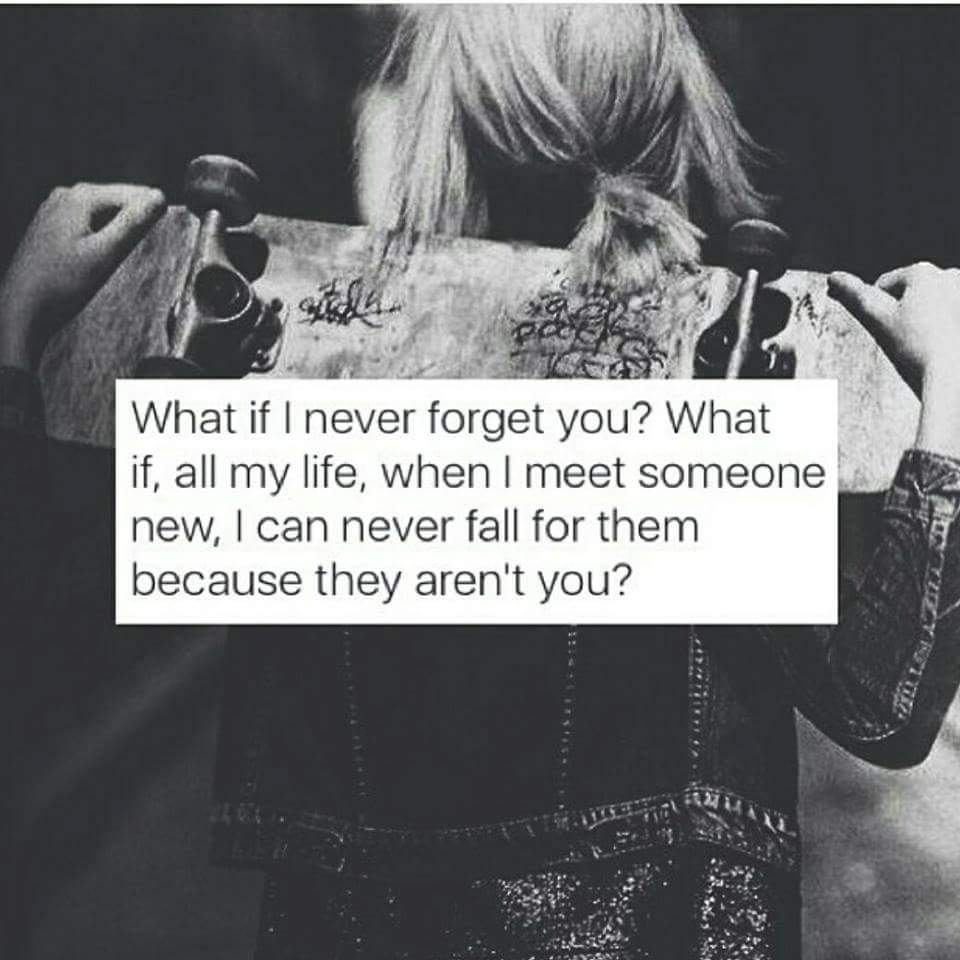 What if I never forget you? What
if, all my life, when I meet someone
new, I can never fall for them
because they aren't you?